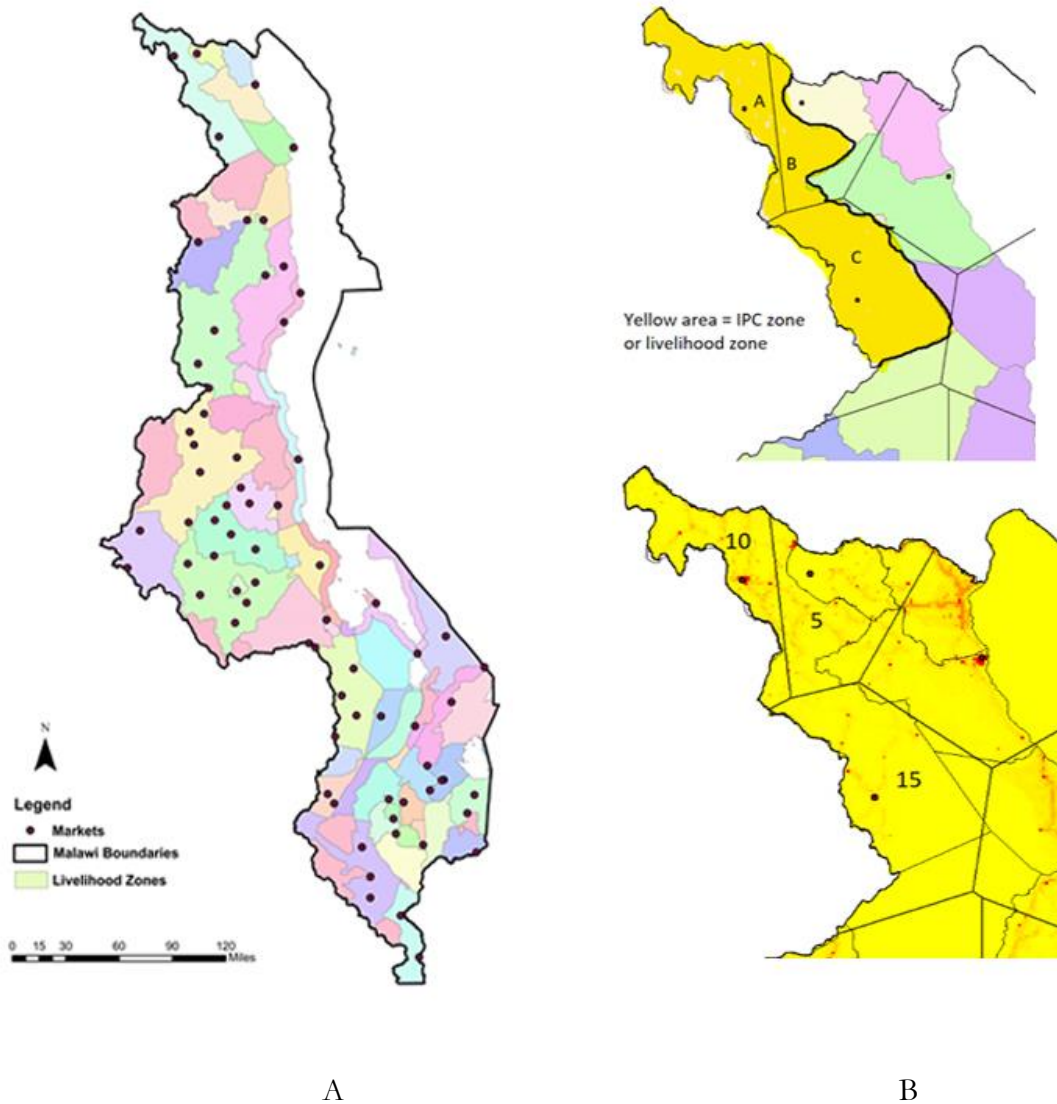 N
Legend
Markets
Malawi Boundaries
Livelihood Zones
0 15 30 60 90 120
Miles
A
B
C
Yellow area = IPC zone
or livelihood zone
10
5
15
A
B